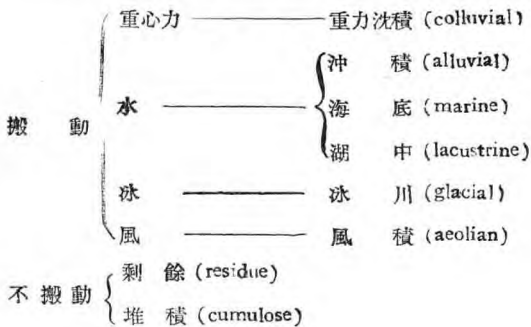 重心力 重力沈積 (colluvial)
沖積 (alluvial)
搬動 水 海底 (marine)
湖中 (lacustrine)
冰 冰川 (glacial)
風 風積 (aeolian)
不搬動 剩餘 (residue)
堆積 (cumulose)